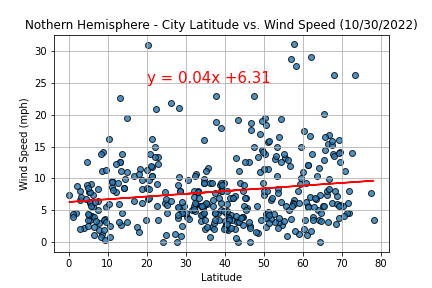 Nothern Hemisphere - City Latitude vs. Wind Speed (10/30/2022)
30
25
20
15
10
5
0
Wind Speed (mph)
y = 0.04x +6.31
0 10 20 30 40 50 60 70 80
Latitude